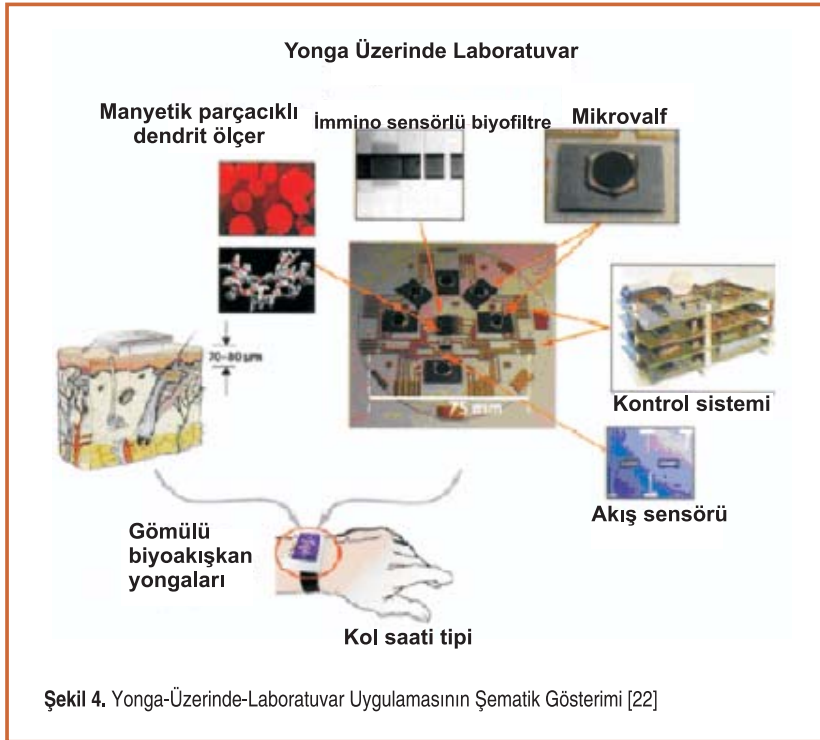 Yonga Üzerinde Laboratuvar
Manyetik parçacıklı
dendrit ölçer
İmmino sensörlü biyofiltre
Mikrovalf
70-80 µm
75 mm
Kontrol sistemi
Akış sensörü
Gömülü
biyoakışkan
yongaları
Kol saati tipi
Şekil 4. Yonga-Üzerinde-Laboratuvar Uygulamasının Şematik Gösterimi [22]